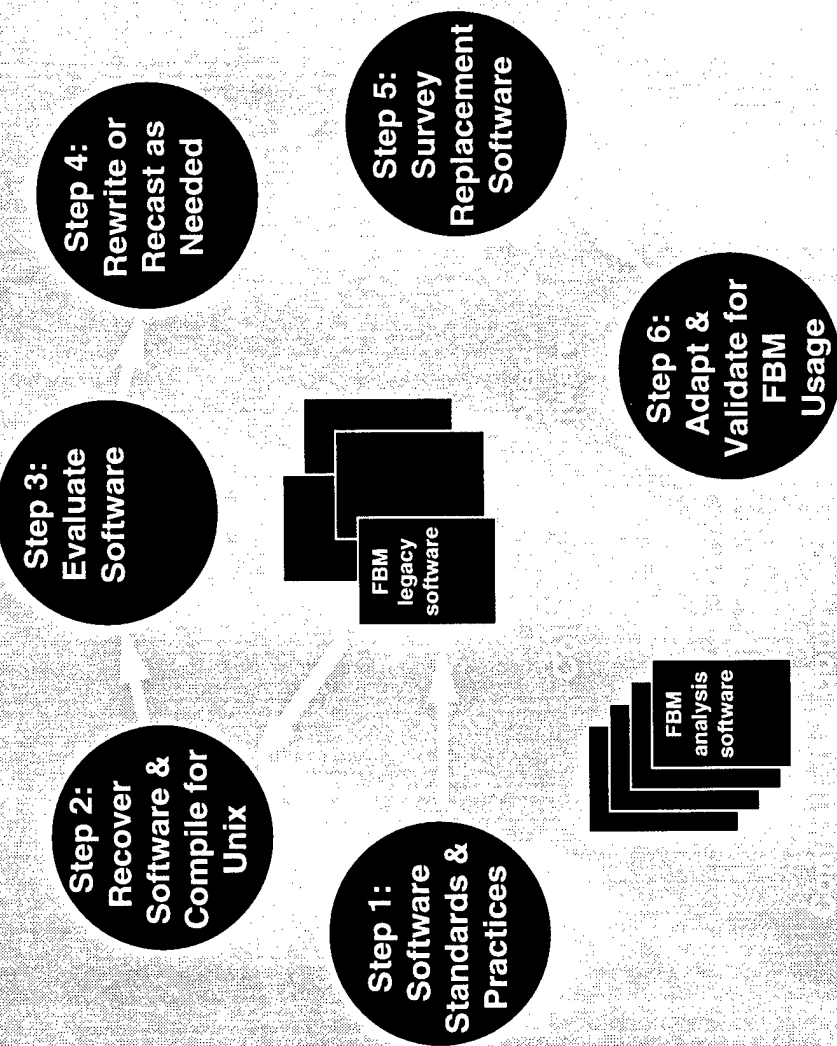 Step 1:
Software
Standards &
Practices
Step 2:
Recover
Software &
Compile for
Unix
Step 3:
Evaluate
Software
Step 4:
Rewrite or
Recast as
Needed
Step 5:
Survey
Replacement
Software
Step 6:
Adapt &
Validate for
FBM
Usage
FBM
legacy
software
FBM
analysis
software